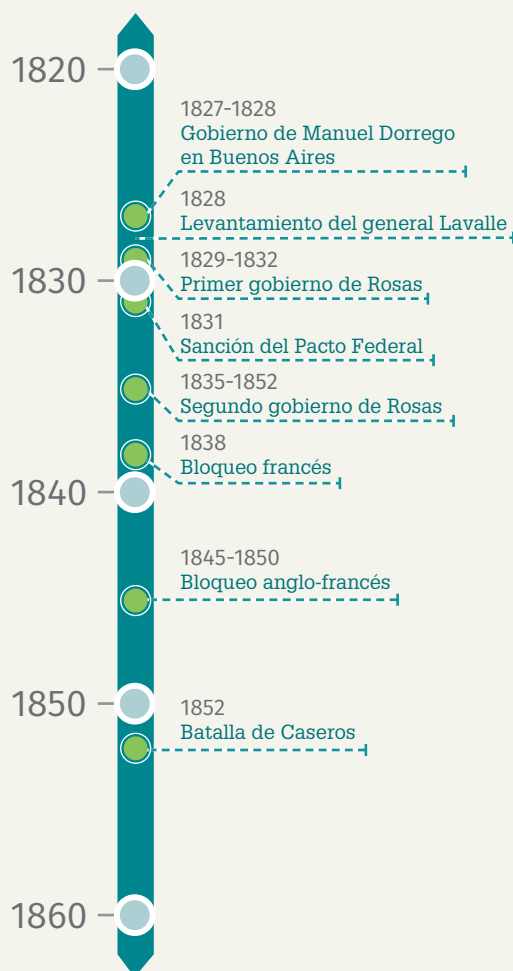 1820
1827-1828
Gobierno de Manuel Dorrego
en Buenos Aires
1828
Levantamiento del general Lavalle
1829-1832
1830
Primer gobierno de Rosas
1831
Sanción del Pacto Federal
1835-1852
Segundo gobierno de Rosas
1838
Bloqueo francés
1840
1845-1850
Bloqueo anglo-francés
1850
1852
Batalla de Caseros
1860